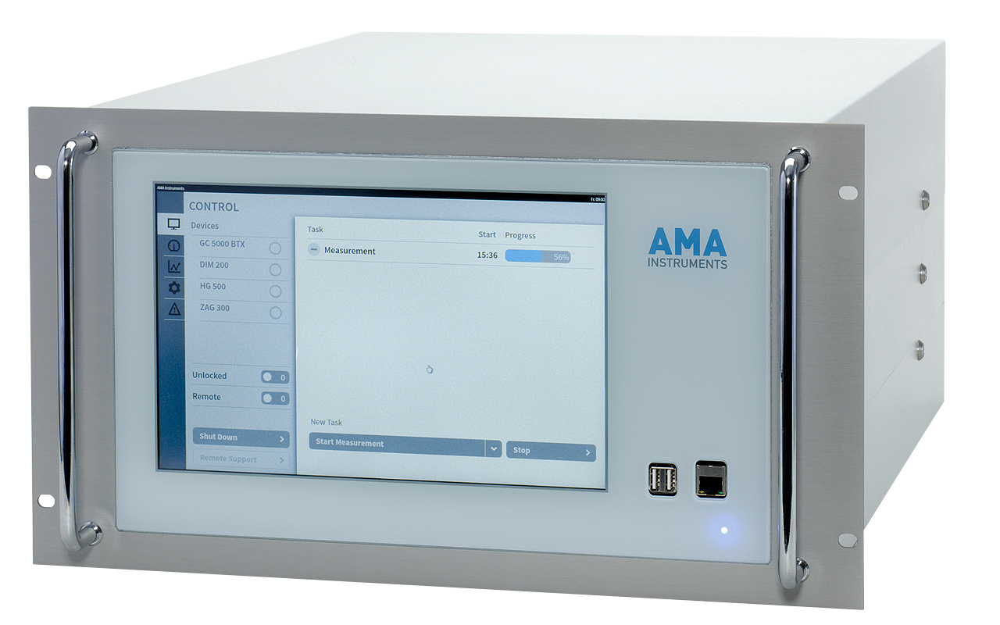 AMA Instruments
Fr. 09:00
CONTROL
Devices
GC 5000 BTX
DIM 200
HG 500
ZAG 300
Unlocked 0
Remote 0
Shut Down
Remote Support
Task Start Progress
Measurement 15:36 56%
New Task
Start Measurement
Stop
AMA
INSTRUMENTS